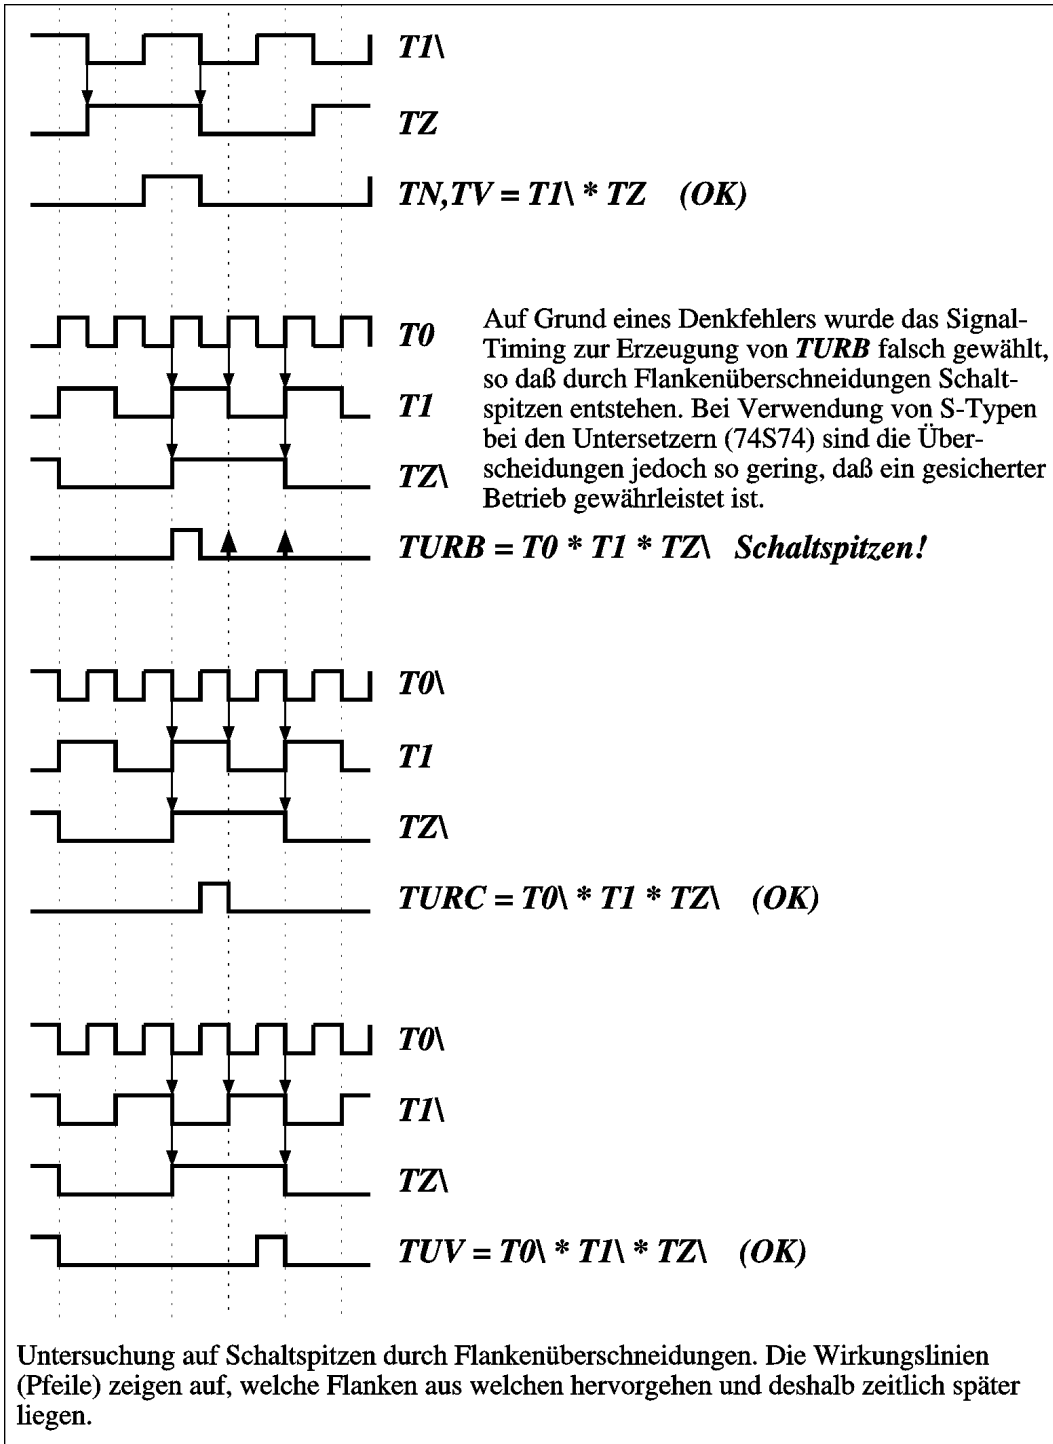 T1\
TZ
TN,TV = T1\ * TZ (OK)
T0
Auf Grund eines Denkfehlers wurde das Signal-
Timing zur Erzeugung von TURB falsch gewählt,
so daß durch Flankenüberschneidungen Schalt-
spitzen entstehen. Bei Verwendung von S-Typen
bei den Untersetzern (74S74) sind die Über-
scheidungen jedoch so gering, daß ein gesicherter
Betrieb gewährleistet ist.
T1
TZ\
TURB = T0 * T1 * TZ\ Schaltspitzen!
T0\
T1
TZ\
TURC = T0\ * T1 * TZ\ (OK)
T0\
T1\
TZ\
TUV = T0\ * T1\ * TZ\ (OK)
Untersuchung auf Schaltspitzen durch Flankenüberschneidungen. Die Wirkungslinien
(Pfeile) zeigen auf, welche Flanken aus welchen hervorgehen und deshalb zeitlich später
liegen.